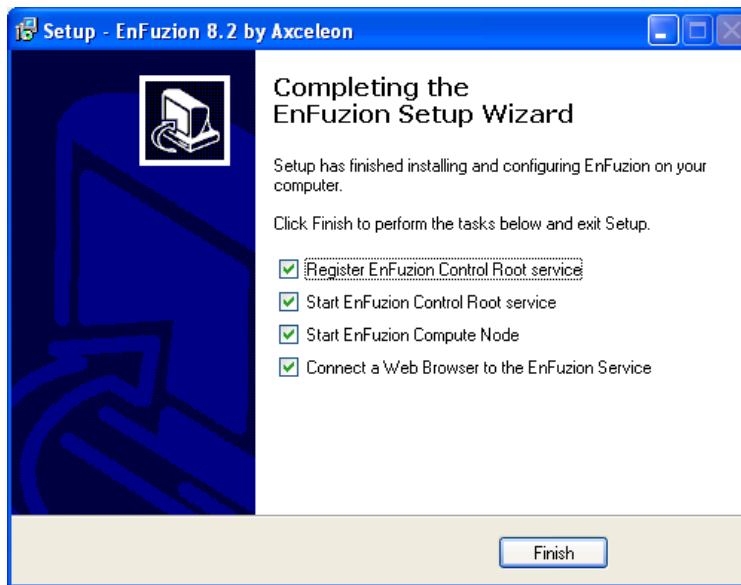 Setup - EnFuzion 8.2 by Axceleon
Completing the
EnFuzion Setup Wizard
Setup has finished installing and configuring EnFuzion on your
computer.
Click Finish to perform the tasks below and exit Setup.
Register EnFuzion Control Root service
Start EnFuzion Control Root service
Start EnFuzion Compute Node
Connect a Web Browser to the EnFuzion Service
Finish